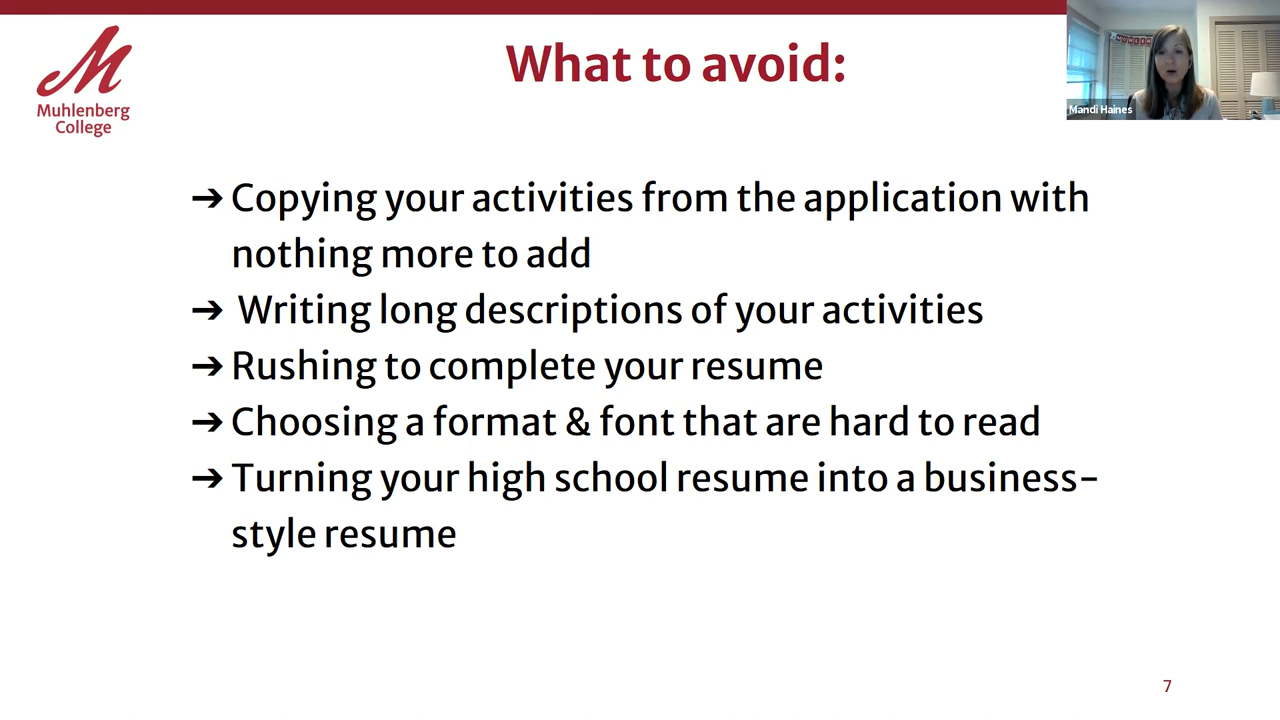 What to avoid:
Muhlenberg
College
Mandi Haines
➔ Copying your activities from the application with
nothing more to add
➔ Writing long descriptions of your activities
➔ Rushing to complete your resume
➔ Choosing a format & font that are hard to read
➔ Turning your high school resume into a business-
style resume
7